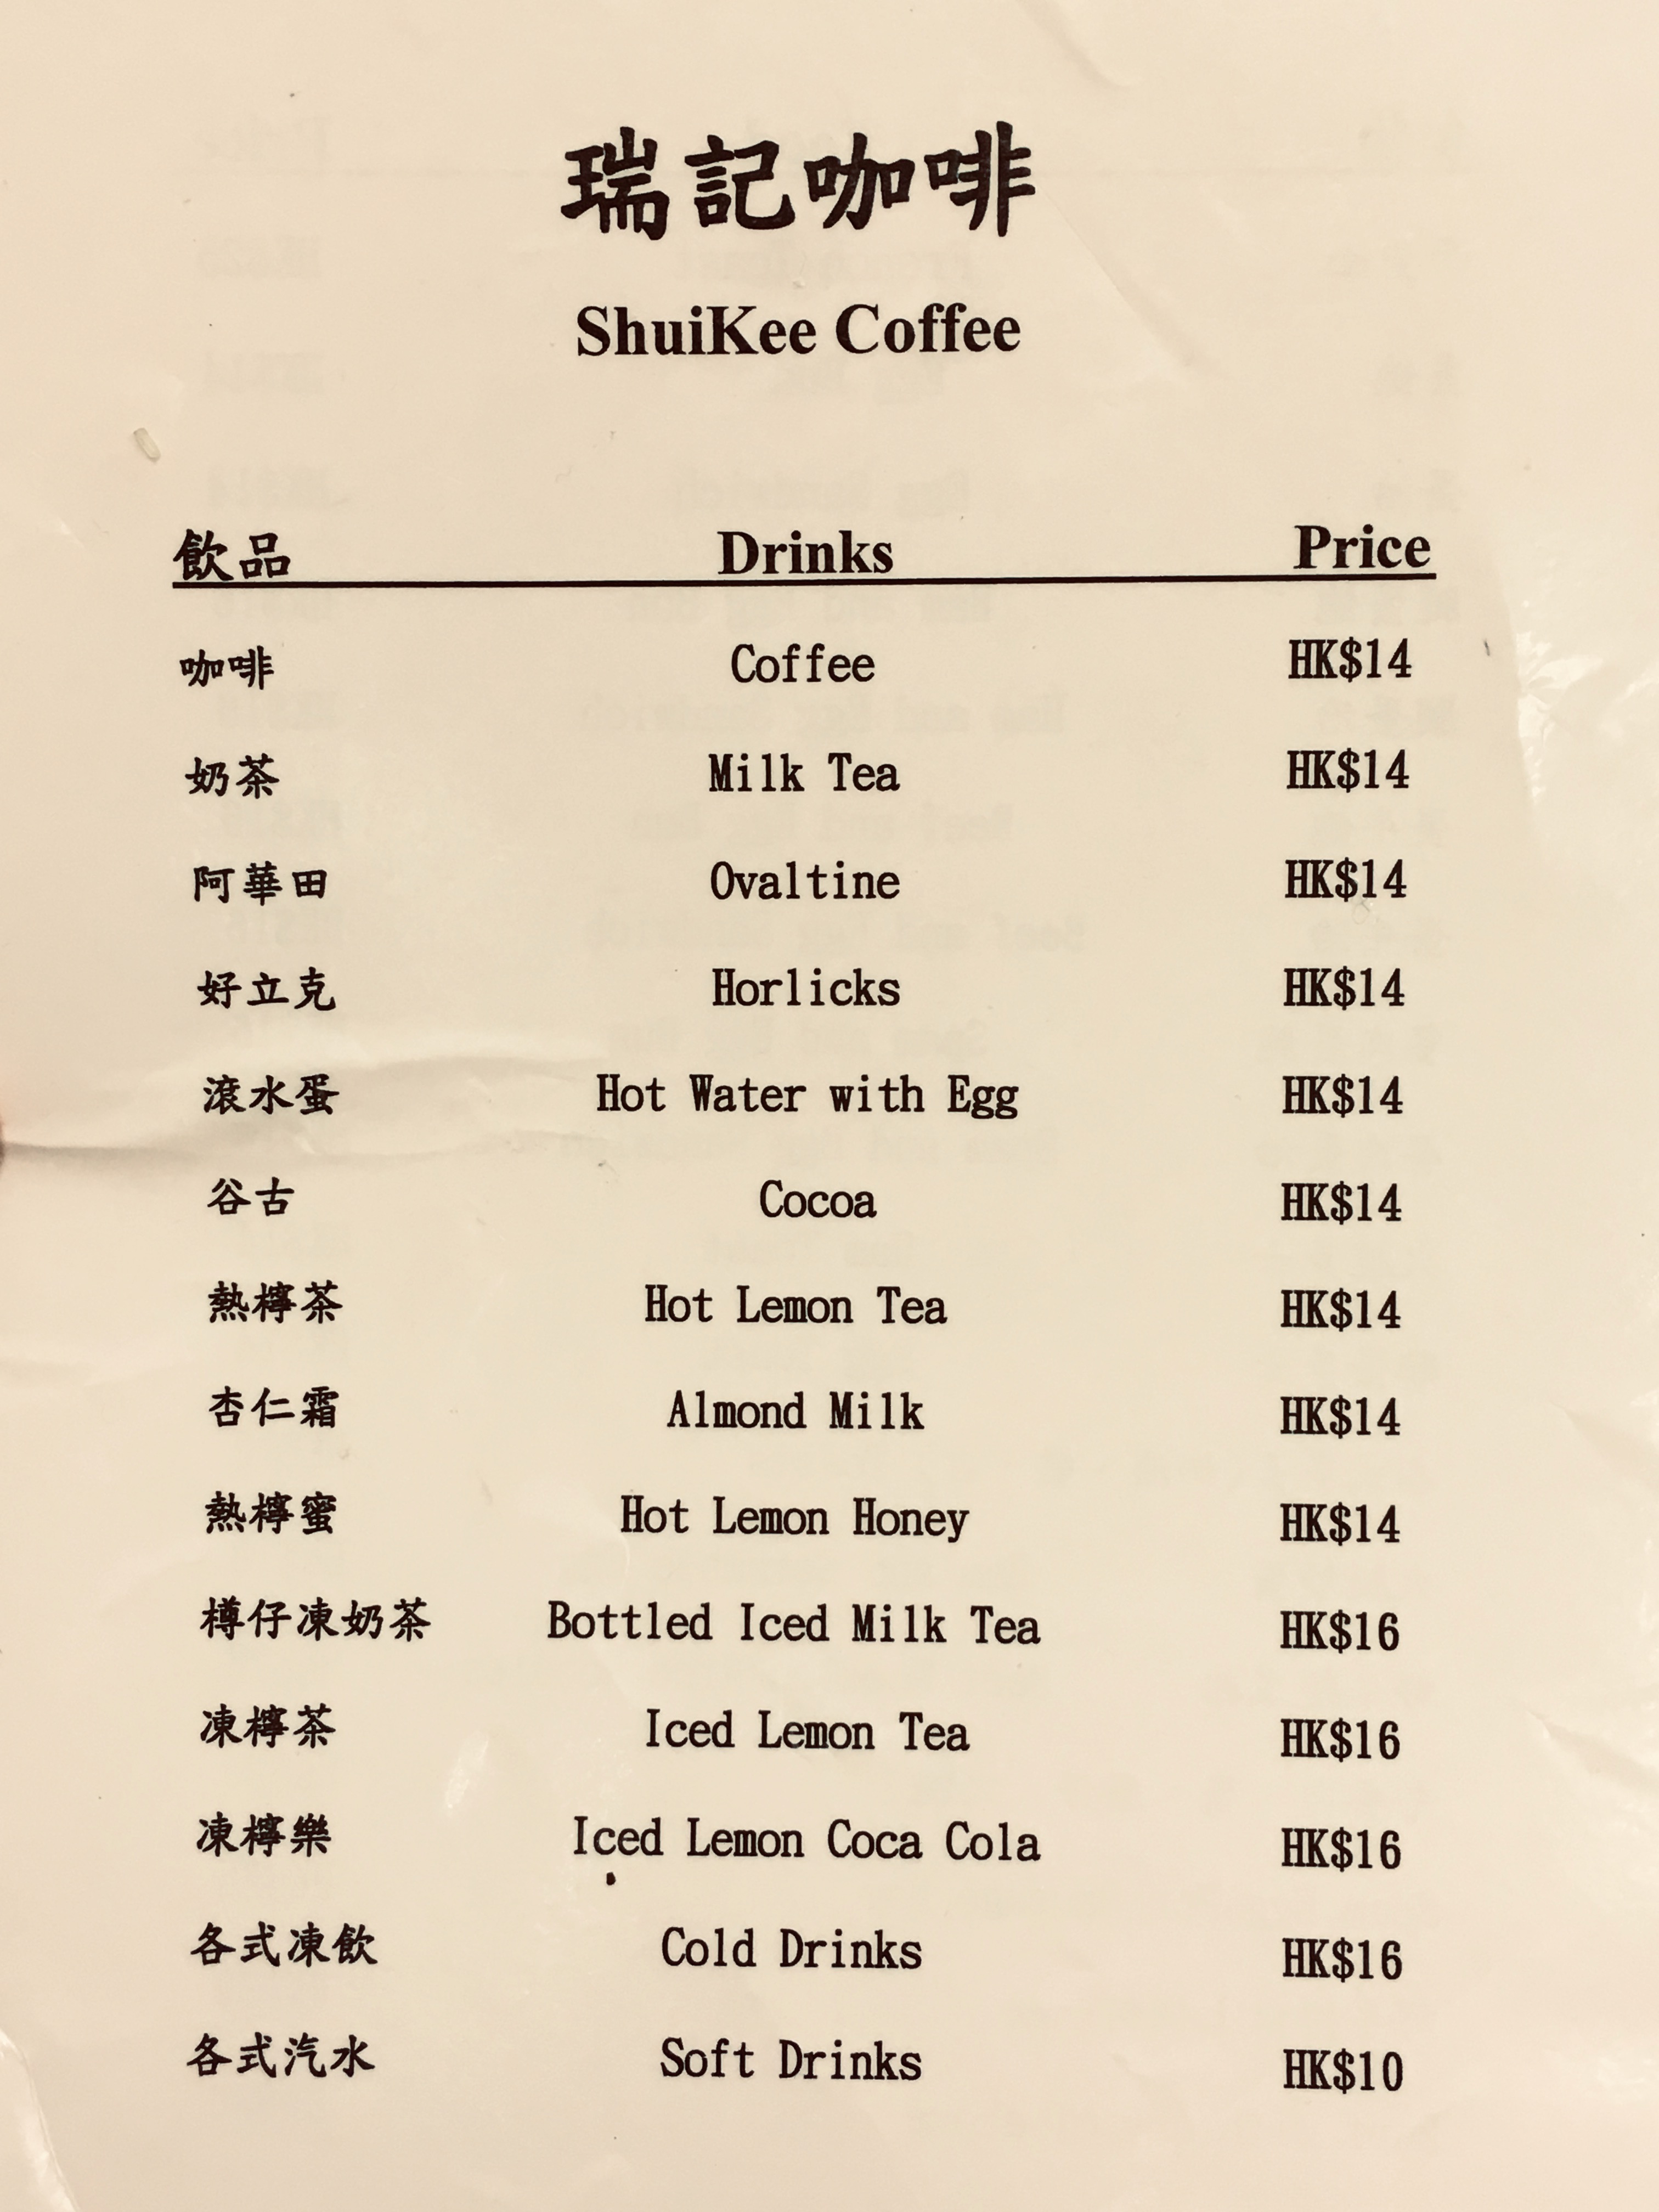 瑞記咖啡
ShuiKee Coffee
飲品 Drinks Price
咖啡 Coffee HK$14
奶茶 Milk Tea HK$14
阿華田 Ovaltine HK$14
好立克 Horlicks HK$14
滾水蛋 Hot Water with Egg HK$14
谷古 Cocoa HK$14
熱檸茶 Hot Lemon Tea HK$14
杏仁霜 Almond Milk HK$14
熱檸蜜 Hot Lemon Honey HK$14
樽仔凍奶茶 Bottled Iced Milk Tea HK$16
凍檸茶 Iced Lemon Tea HK$16
凍檸樂 Iced Lemon Coca Cola HK$16
各式凍飲 Cold Drinks HK$16
各式汽水 Soft Drinks HK$10